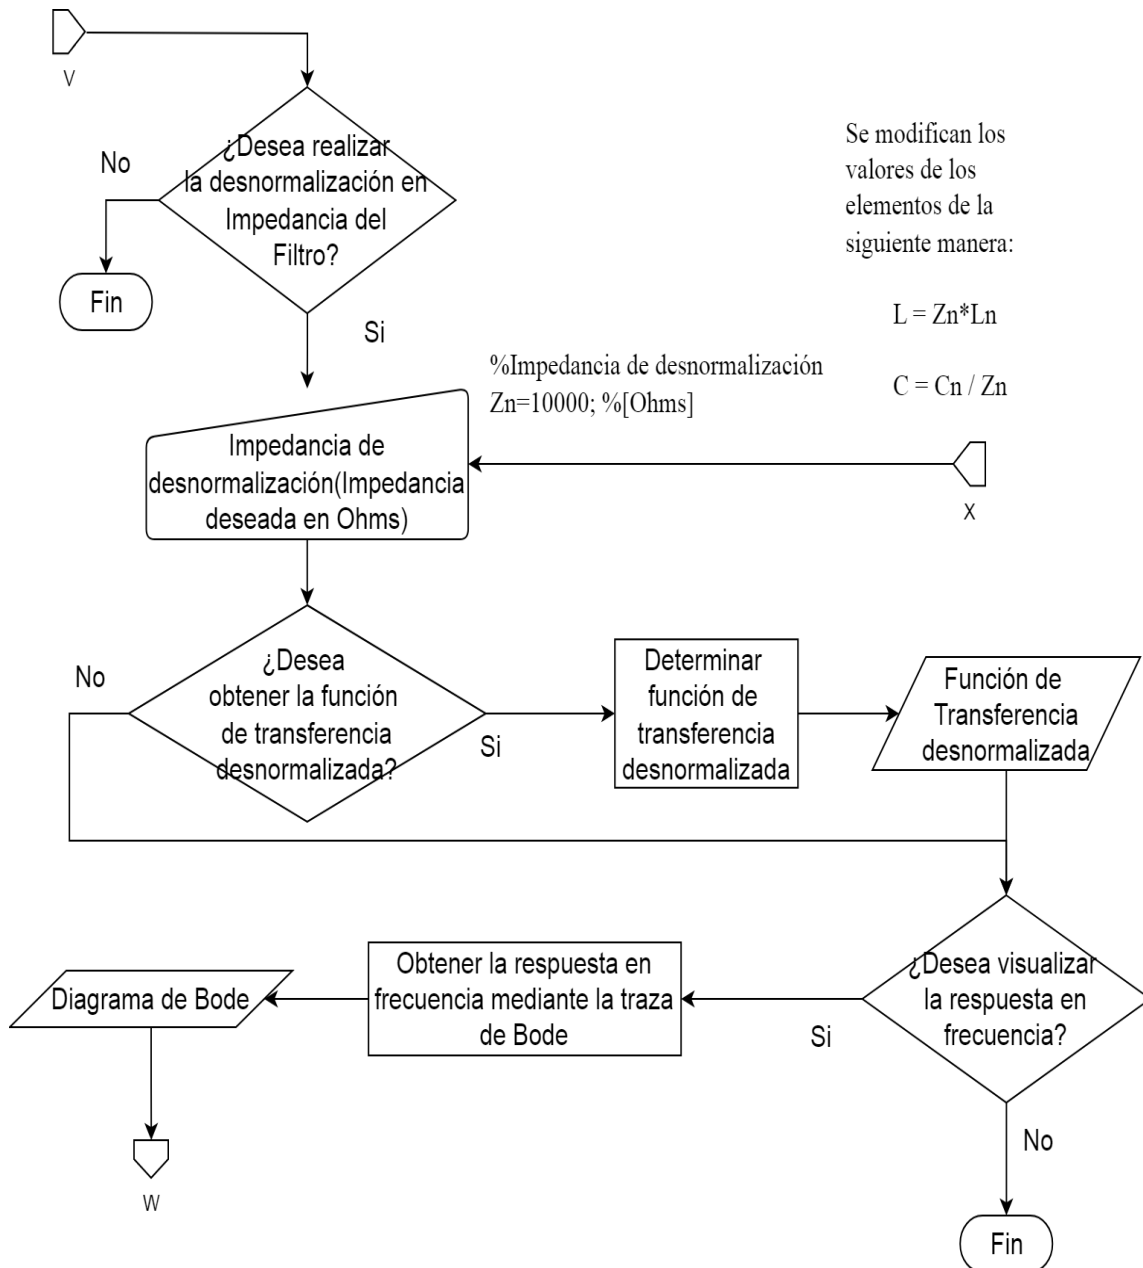 V
¿Desea realizar
la desnormalización en
Impedancia del
Filtro?
No
Fin
Si
Se modifican los
valores de los
elementos de la
siguiente manera:
L = Zn*Ln
C = Cn / Zn
%Impedancia de desnormalización
Zn=10000; %[Ohms]
Impedancia de
desnormalización(Impedancia
deseada en Ohms)
X
¿Desea
obtener la función
de transferencia
desnormalizada?
No
Si
Determinar
función de
transferencia
desnormalizada
Función de
Transferencia
desnormalizada
¿Desea visualizar
la respuesta en
frecuencia?
Si
Obtener la respuesta en
frecuencia mediante la traza
de Bode
Diagrama de Bode
W
No
Fin